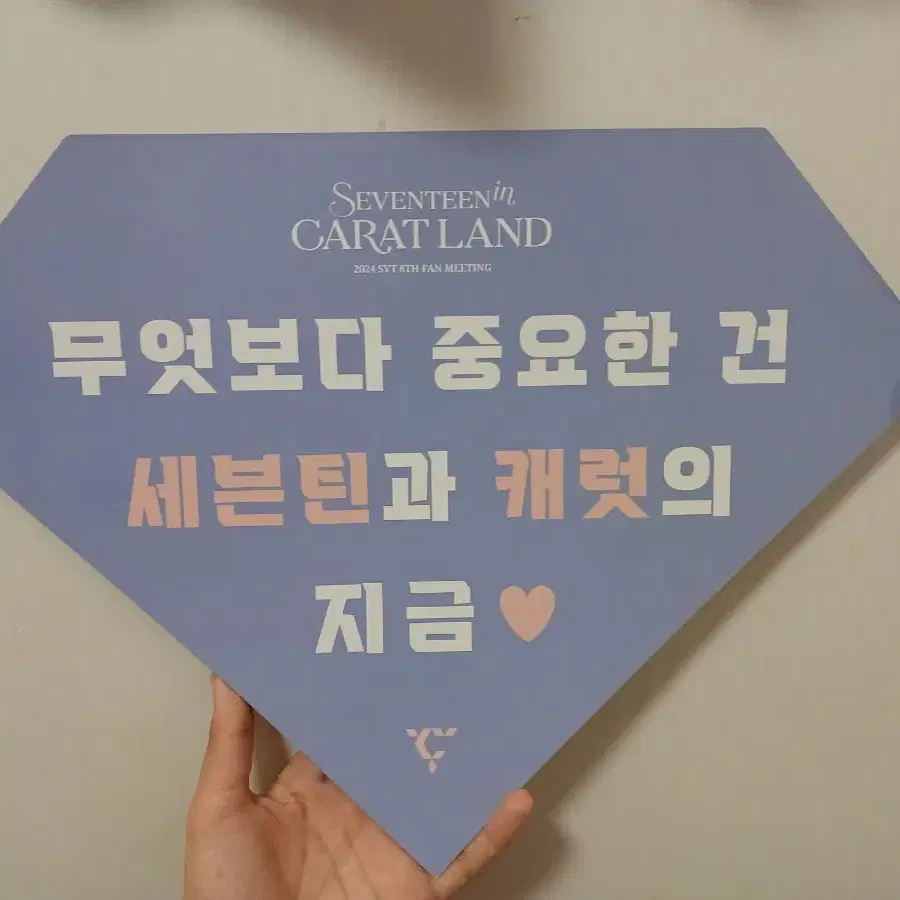 SEVENTEEN in
CARAT LAND
2024 SVT 8TH FAN MEETING
무엇보다 중요한 건
세븐틴과 캐럿의
지금♥